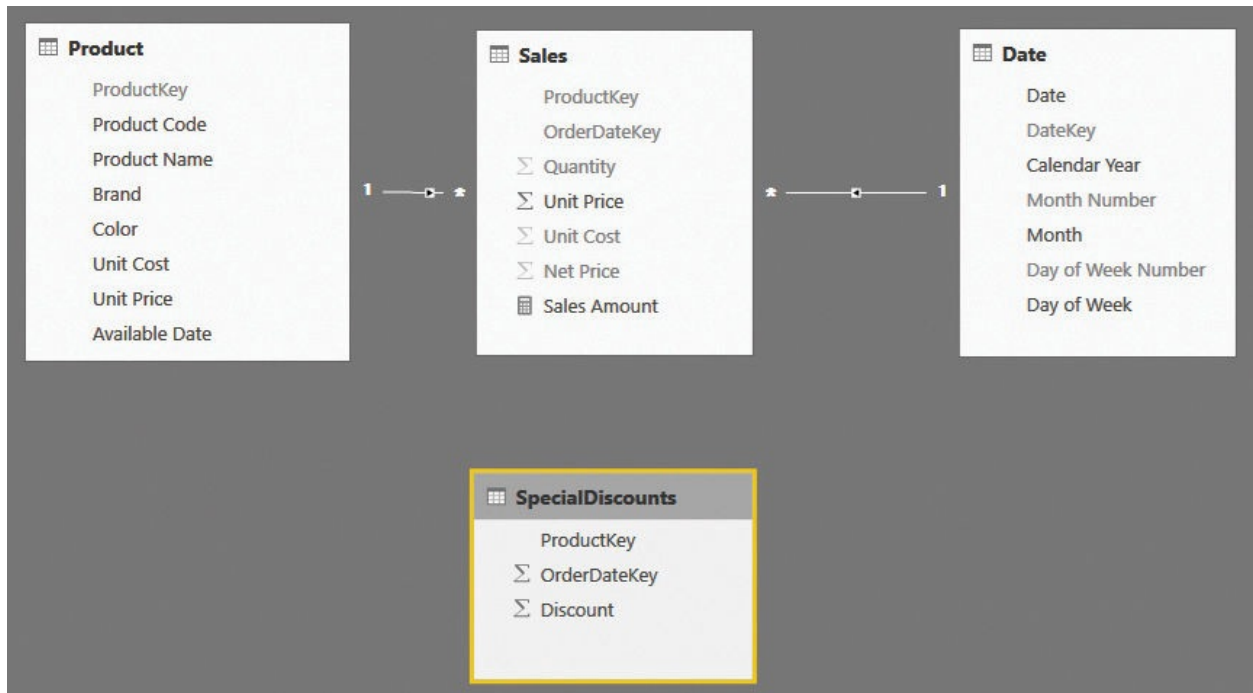 Product
ProductKey
Product Code
Product Name
Brand
Color
Unit Cost
Unit Price
Available Date
1
*
Sales
ProductKey
OrderDateKey
Σ Quantity
Σ Unit Price
Σ Unit Cost
Σ Net Price
Sales Amount
*
1
Date
Date
DateKey
Calendar Year
Month Number
Month
Day of Week Number
Day of Week
SpecialDiscounts
ProductKey
Σ OrderDateKey
Σ Discount